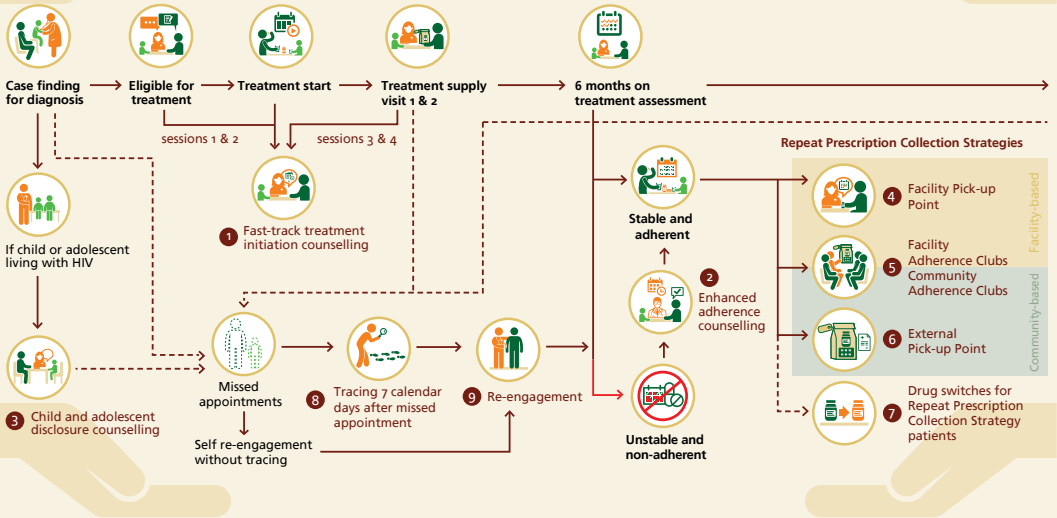 Case finding
for diagnosis
Eligible for
treatment
Treatment start
Treatment supply
visit 1 & 2
6 months on
treatment assessment
sessions 1 & 2
sessions 3 & 4
1 Fast-track treatment
initiation counselling
If child or adolescent
living with HIV
3 Child and adolescent
disclosure counselling
Missed
appointments
Self re-engagement
without tracing
8 Tracing 7 calendar
days after missed
appointment
9 Re-engagement
Stable and
adherent
2
Enhanced
adherence
counselling
Unstable and
non-adherent
Repeat Prescription Collection Strategies
4 Facility Pick-up
Point
5 Facility
Adherence Clubs
Community
Adherence Clubs
6 External
Pick-up Point
7 Drug switches for
Repeat Prescription
Collection Strategy
patients
Facility-based
Community-based